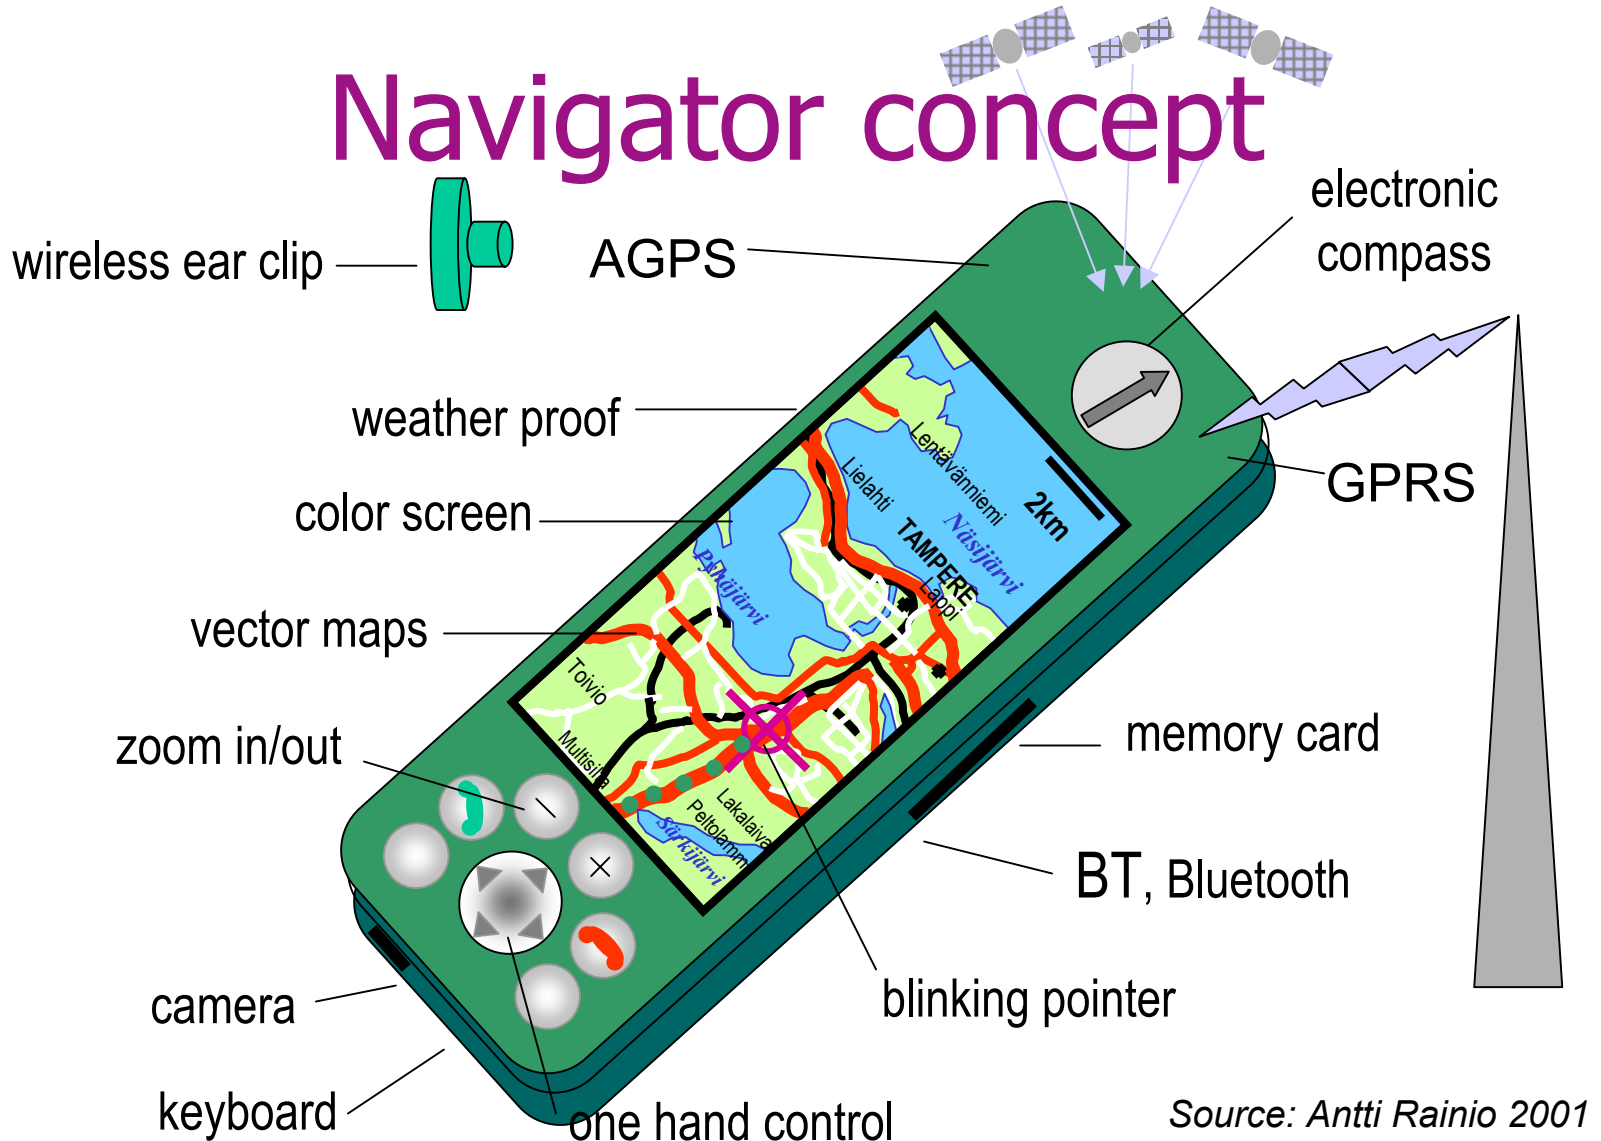 Navigator concept
electronic
compass
wireless ear clip
AGPS
weather proof
GPRS
color screen
vector maps
zoom in/out
memory card
BT, Bluetooth
camera
blinking pointer
keyboard
one hand control
Lentävänniemi
Lielahti
2km
Näsijärvi
TAMPERE
Lappi
Pyhäjärvi
Toivio
Multisilta
Lakalaiva
Peltolammi
Särkijärvi
Source: Antti Rainio 2001